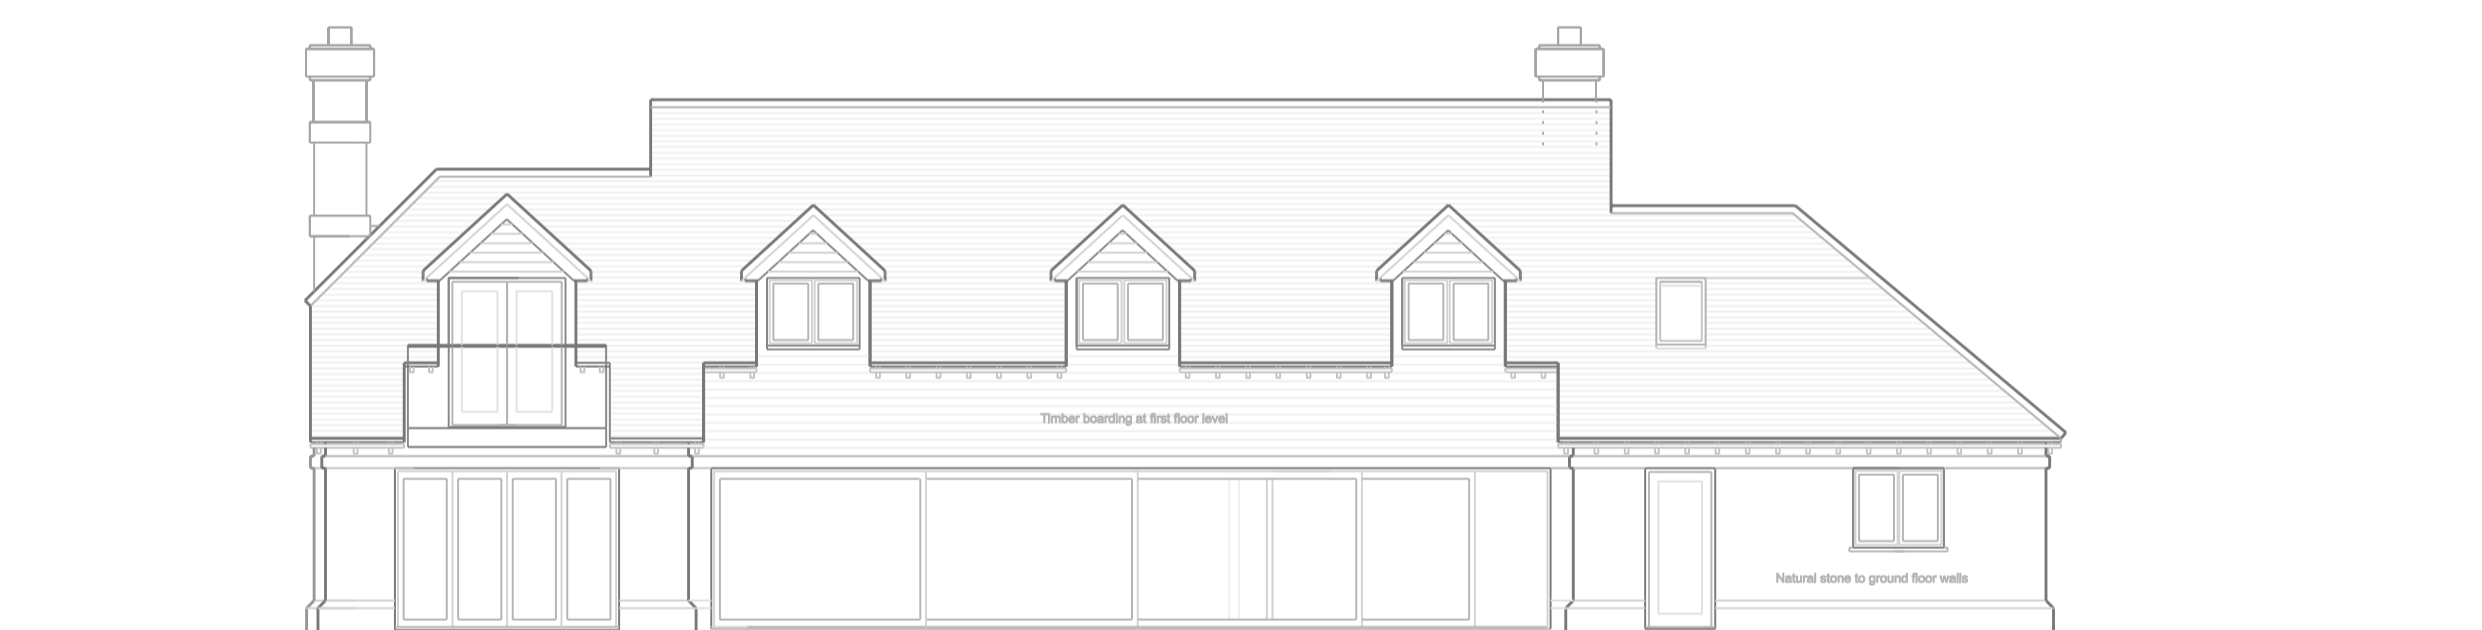 Timber boarding at first floor level
Natural stone to ground floor walls